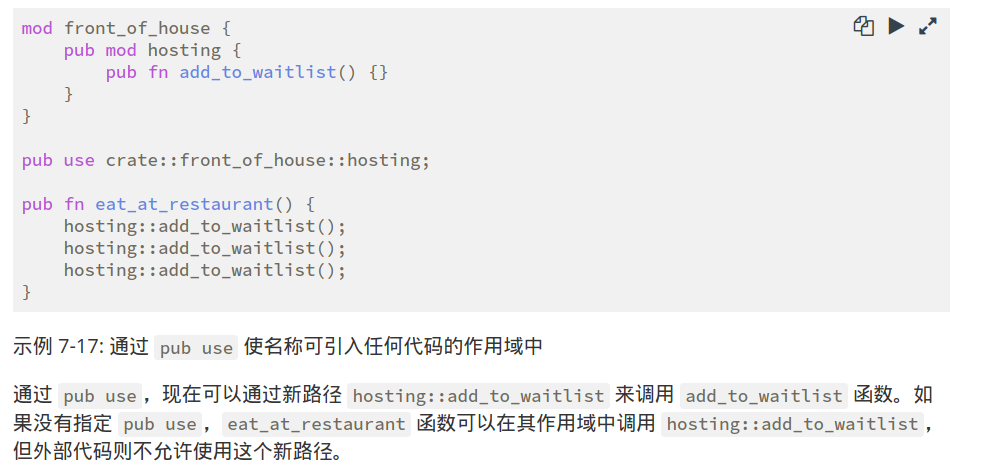 mod front_of_house {
    pub mod hosting {
        pub fn add_to_waitlist() {}
    }
}

pub use crate::front_of_house::hosting;

pub fn eat_at_restaurant() {
    hosting::add_to_waitlist();
    hosting::add_to_waitlist();
    hosting::add_to_waitlist();
}
示例 7-17: 通过 pub use 使名称可引入任何代码的作用域中
通过 pub use，现在可以通过新路径 hosting::add_to_waitlist 来调用 add_to_waitlist 函数。如
果没有指定 pub use，eat_at_restaurant 函数可以在其作用域中调用 hosting::add_to_waitlist，
但外部代码则不允许使用这个新路径。